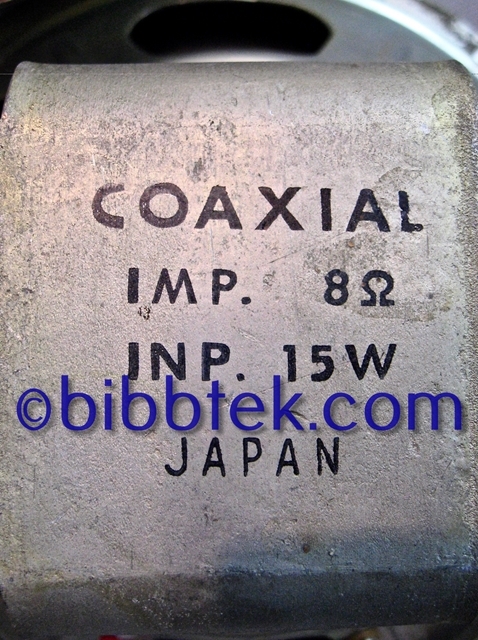 COAXIAL
IMP. 8Ω
INP. 15W
©bibbtek.com
JAPAN